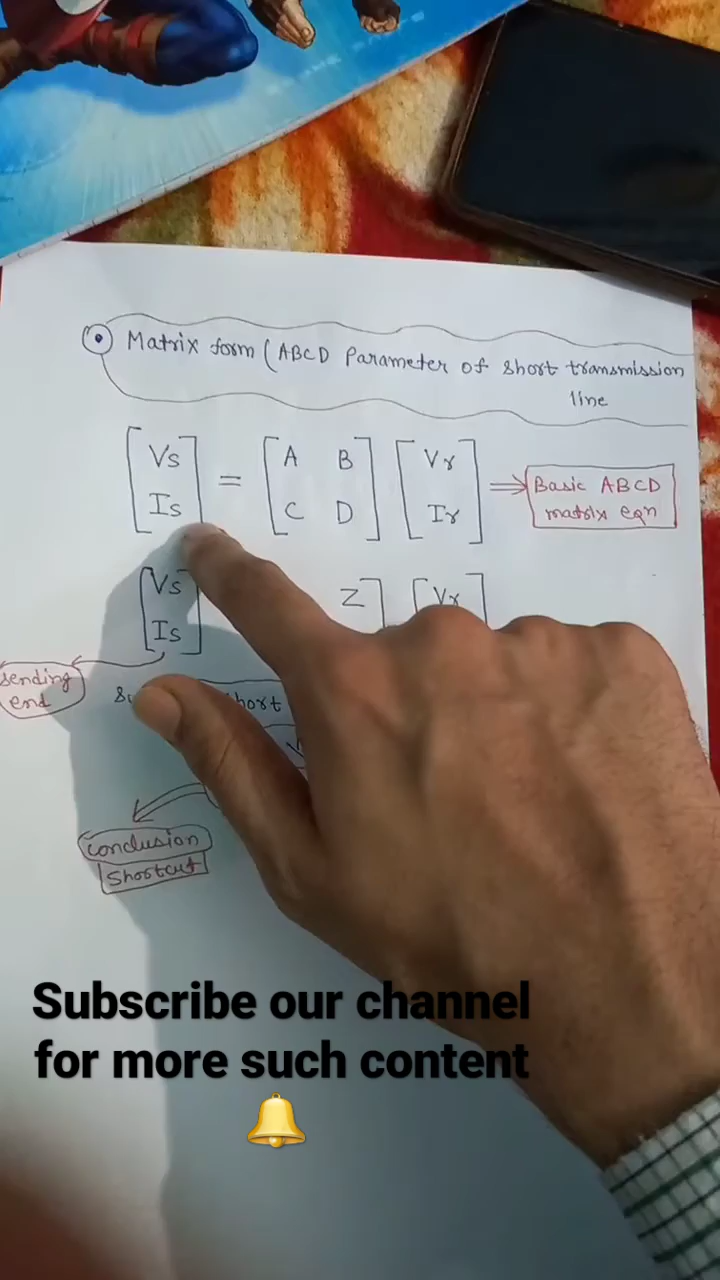 Matrix form (ABCD Parameter of short transmission
line
[Vs Is] = [A B C D] [Vr Ir] ⇒ Basic ABCD
matrix eqn
[Vs Is] Z] [Vr
sending
end
short
conclusion
Shortcut
Subscribe our channel
for more such content
🔔